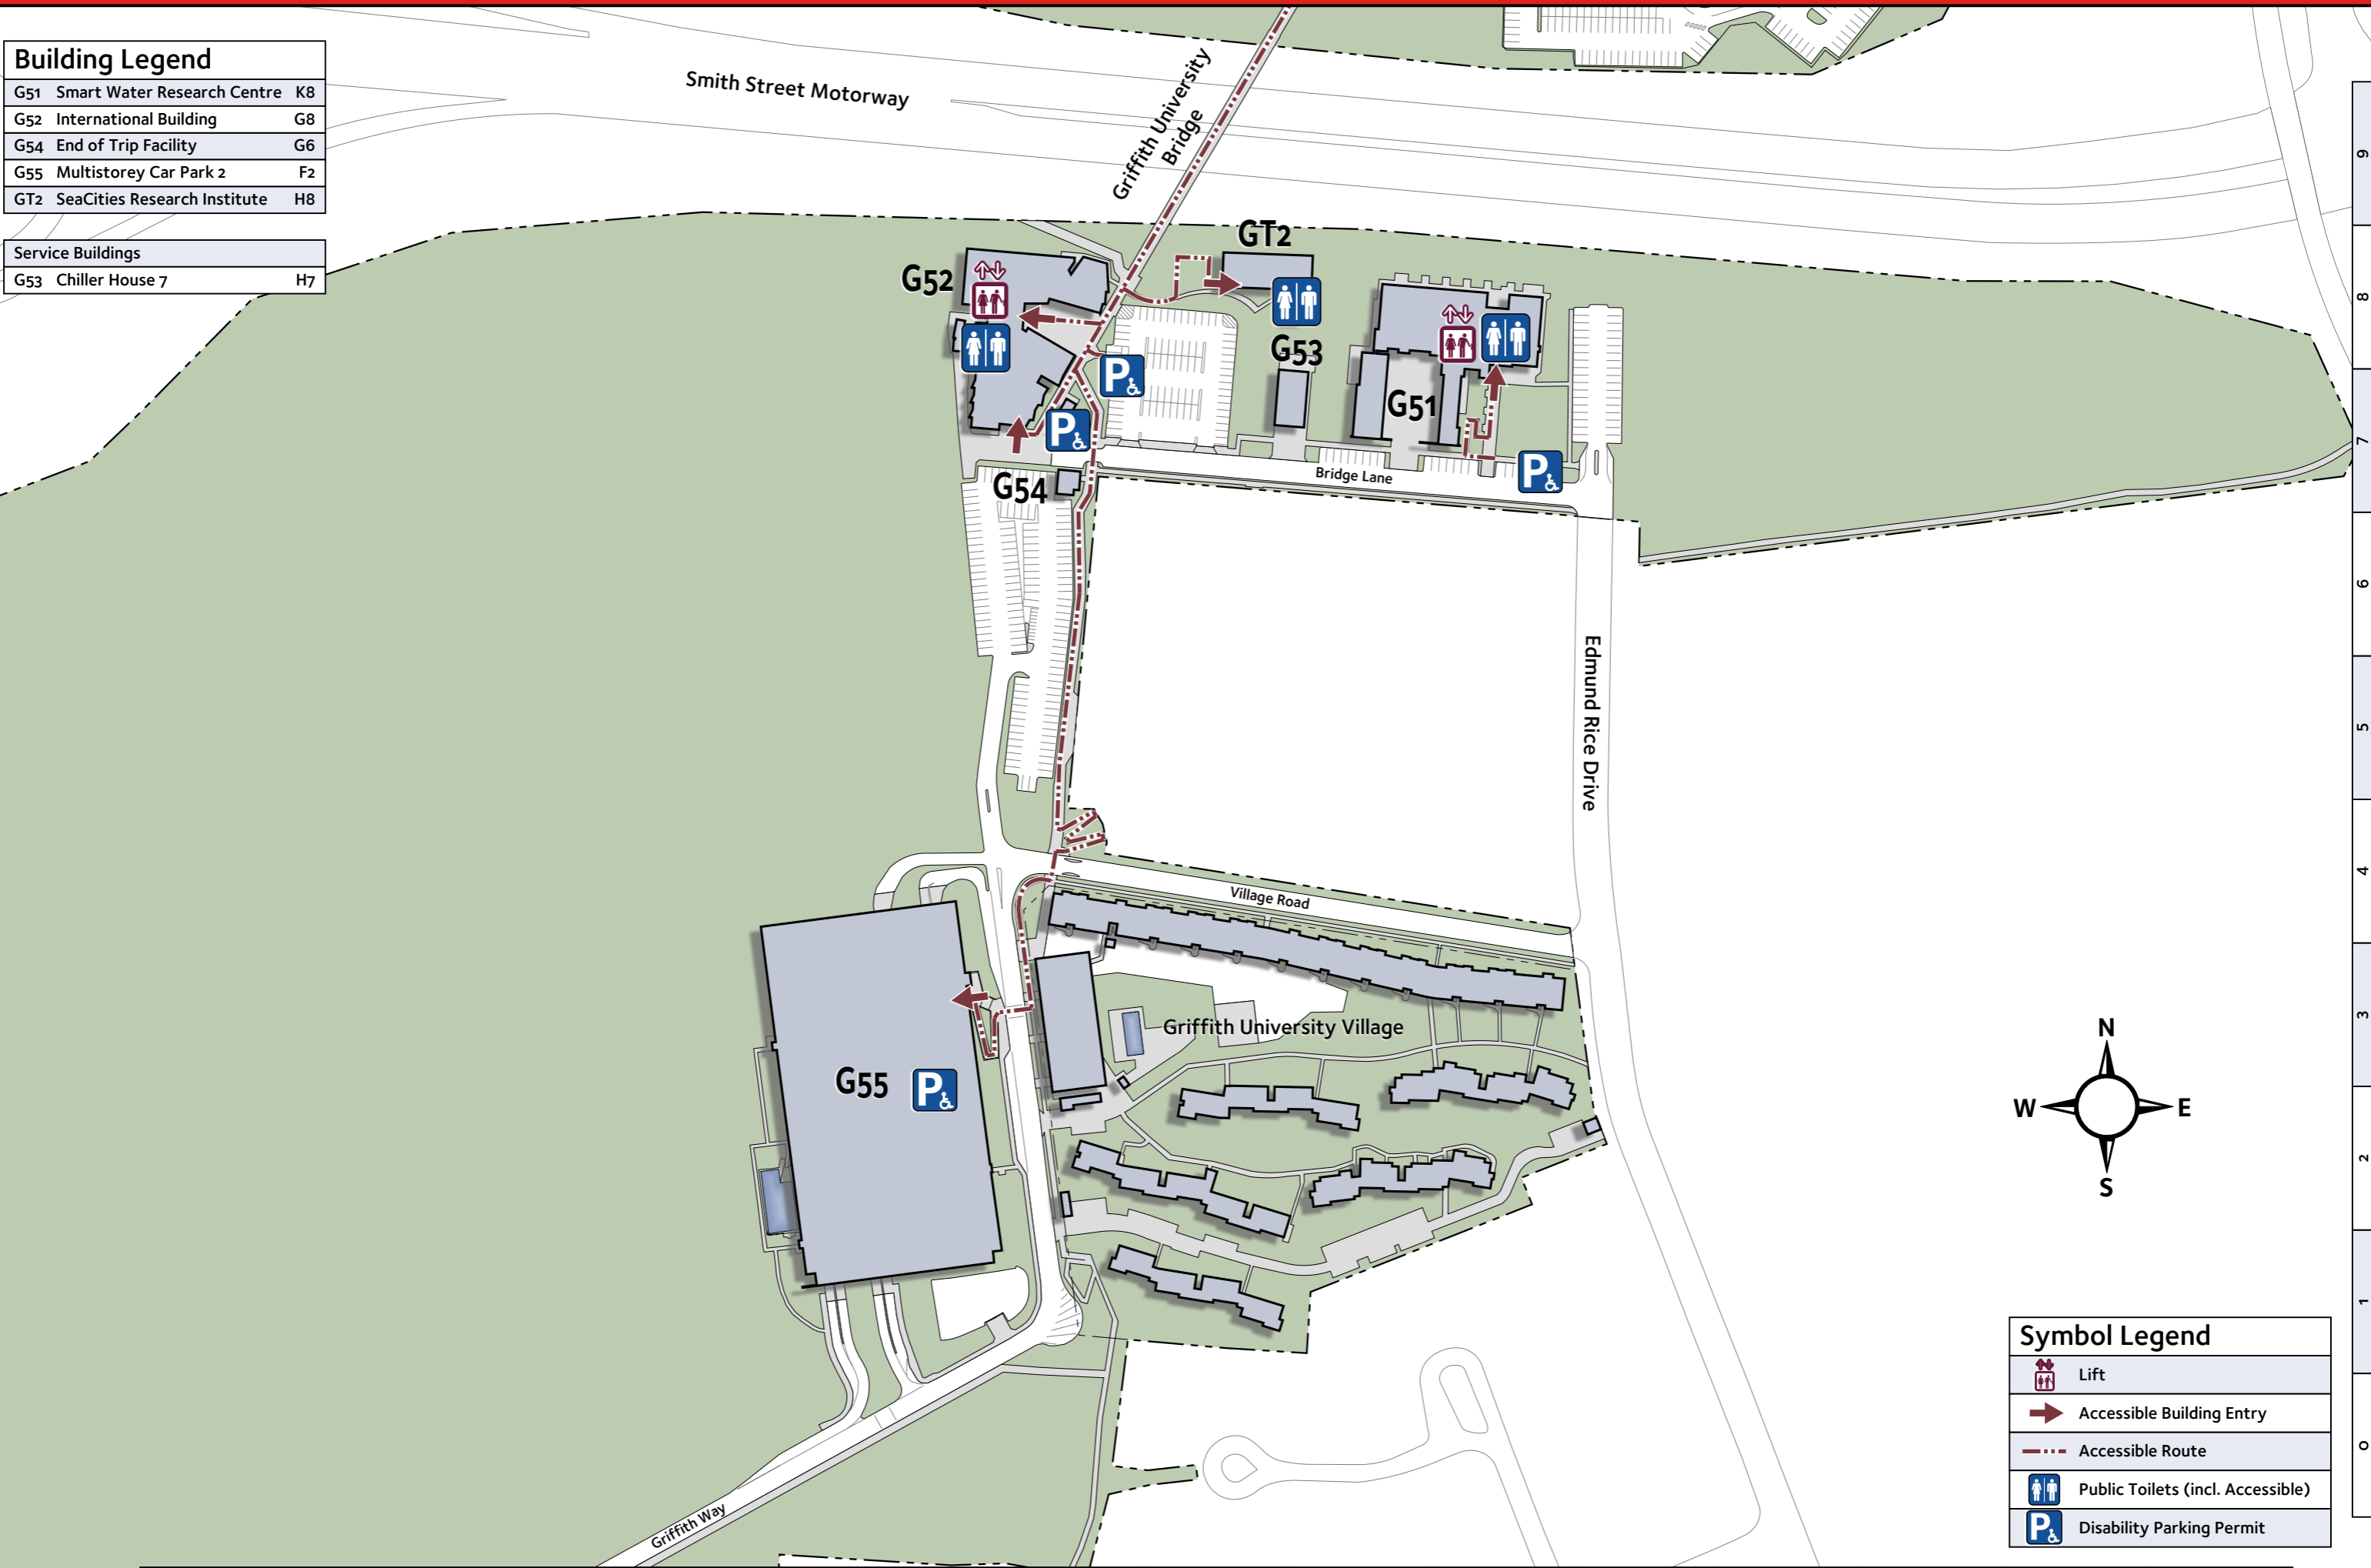 Building Legend
G51 Smart Water Research Centre K8
G52 International Building G8
G54 End of Trip Facility G6
G55 Multistorey Car Park 2 F2
GT2 SeaCities Research Institute H8
Service Buildings
G53 Chiller House 7 H7
Smith Street Motorway
Griffith University
Bridge
9
GT2
G52
8
G53
G51
7
P
P
Bridge Lane
P
G54
6
Edmund Rice Drive
5
4
Village Road
3
Griffith University Village
G55
P
N
W
E
S
2
1
Symbol Legend
Lift
Accessible Building Entry
Accessible Route
Public Toilets (incl. Accessible)
P Disability Parking Permit
0
Griffith Way